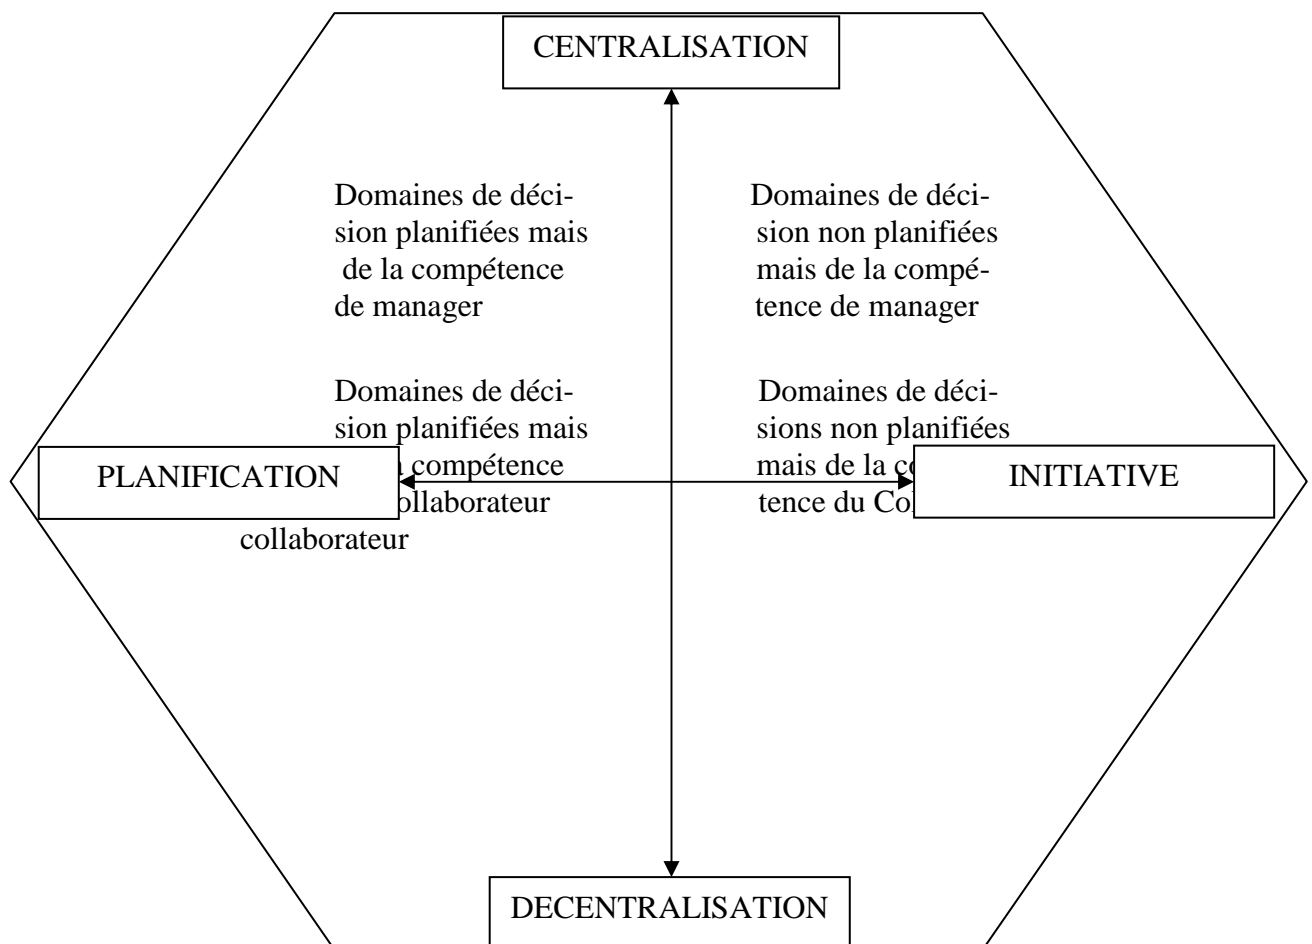 CENTRALISATION
Domaines de déci-
sion planifiées mais
de la compétence
de manager
Domaines de déci-
sion non planifiées
mais de la compé-
tence de manager
Domaines de déci-
sion planifiées mais
compétence
collaborateur
Domaines de déci-
sions non planifiées
mais de la
tence du
PLANIFICATION
INITIATIVE
collaborateur
DECENTRALISATION